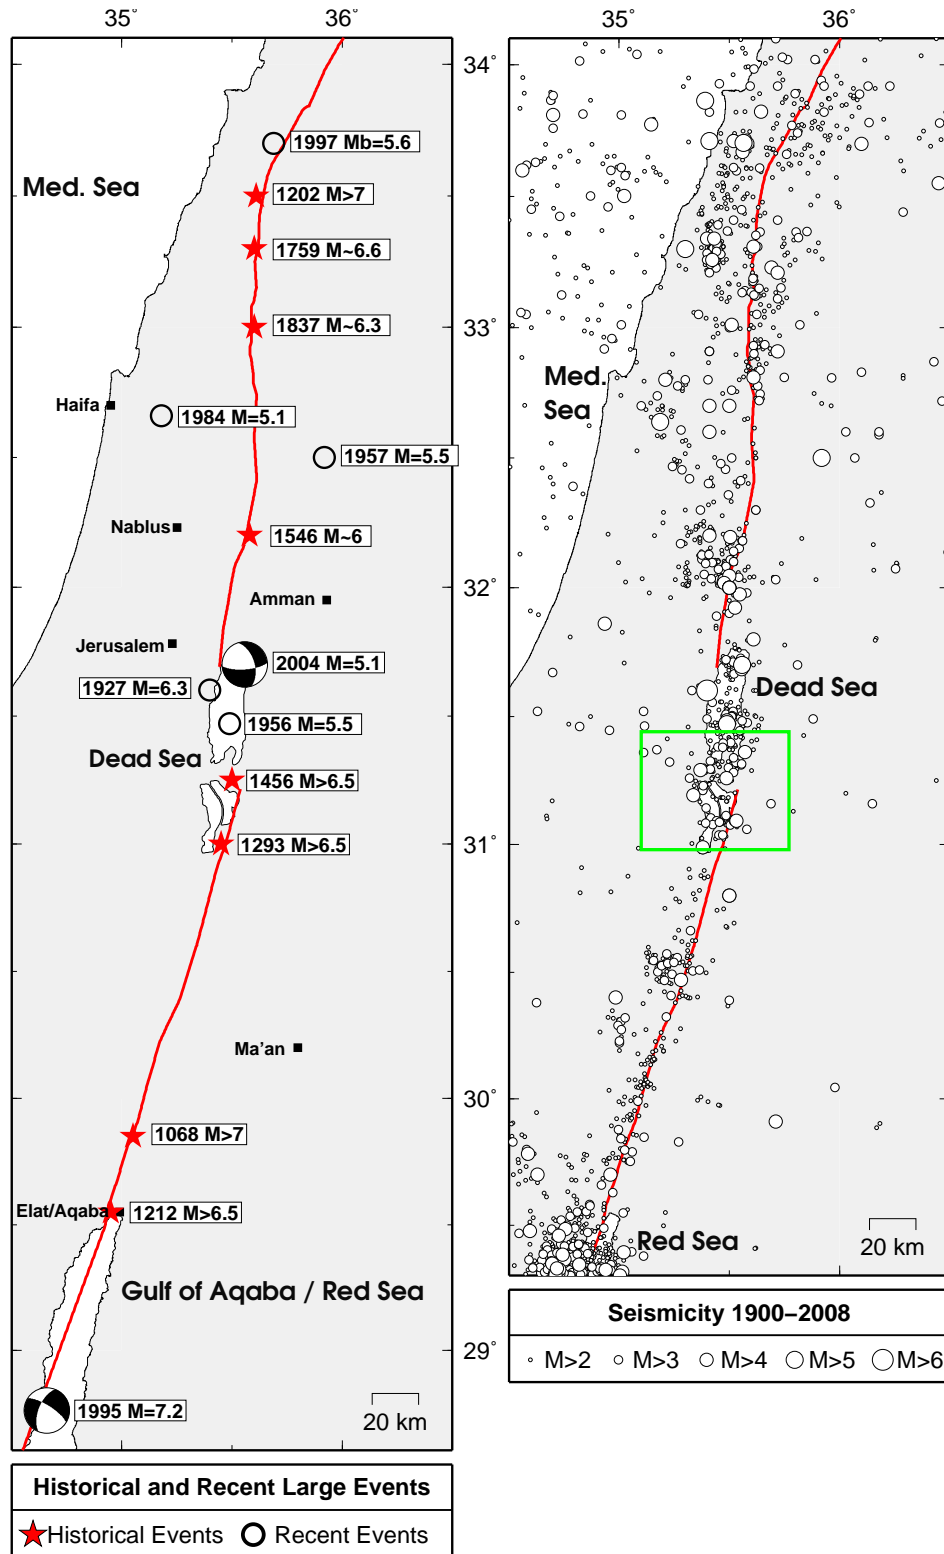 35°
36°
1997 Mb=5.6
Med. Sea
1202 M>7
1759 M~6.6
1837 M~6.3
Haifa
1984 M=5.1
1957 M=5.5
Nablus
1546 M~6
Amman
Jerusalem
2004 M=5.1
1927 M=6.3
1956 M=5.5
Dead Sea
1456 M>6.5
1293 M>6.5
Ma'an
1068 M>7
Elat/Aqaba
1212 M>6.5
Gulf of Aqaba / Red Sea
1995 M=7.2
20 km
Historical and Recent Large Events
Historical Events
Recent Events
34°
33°
32°
31°
30°
29°
35°
36°
Med.
Sea
Dead Sea
Red Sea
20 km
Seismicity 1900–2008
M>2
M>3
M>4
M>5
M>6